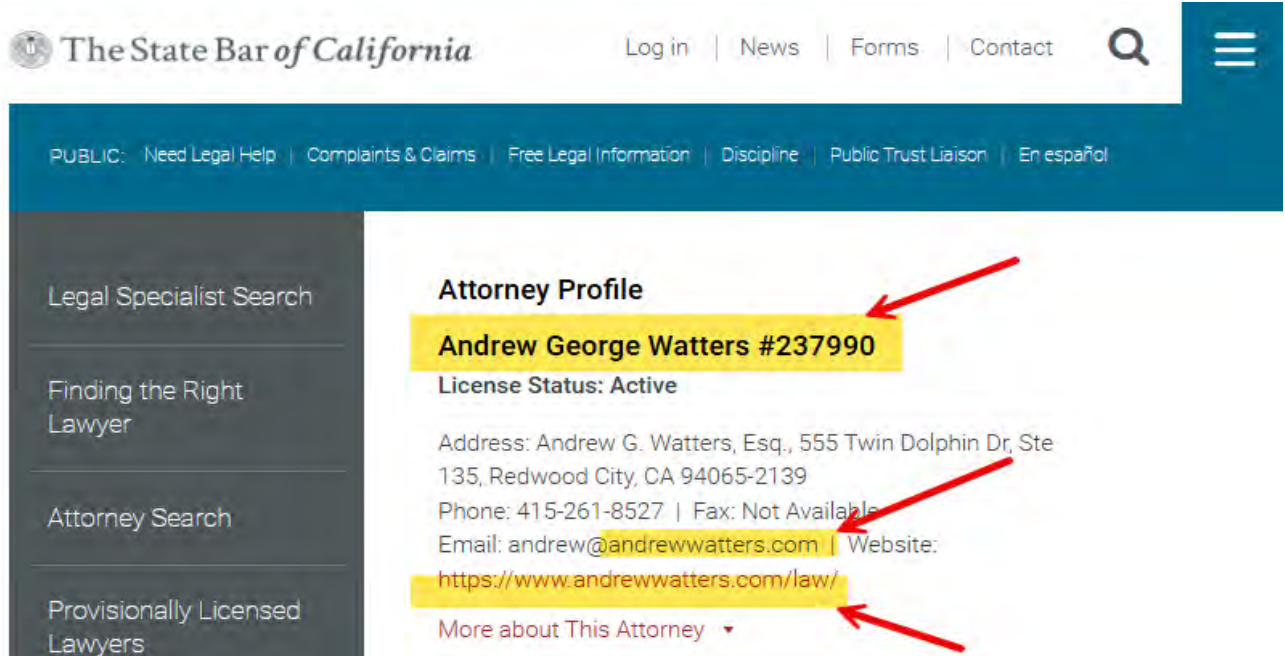 The State Bar of California
Log in | News | Forms | Contact
PUBLIC: Need Legal Help | Complaints & Claims | Free Legal Information | Discipline | Public Trust Liaison | En español
Legal Specialist Search
Finding the Right
Lawyer
Attorney Search
Provisionally Licensed
Lawyers
Attorney Profile
Andrew George Watters #237990
License Status: Active
Address: Andrew G. Watters, Esq., 555 Twin Dolphin Dr, Ste
135, Redwood City, CA 94065-2139
Phone: 415-261-8527 | Fax: Not Available
Email: andrew@andrewwatters.com | Website:
https://www.andrewwatters.com/law/
More about This Attorney